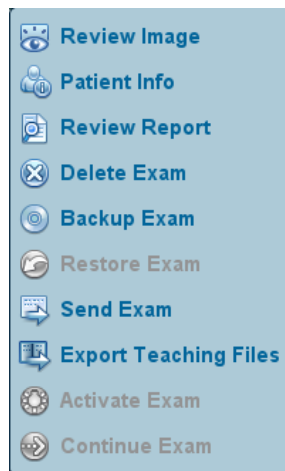 Review Image
Patient Info
Review Report
Delete Exam
Backup Exam
Restore Exam
Send Exam
Export Teaching Files
Activate Exam
Continue Exam